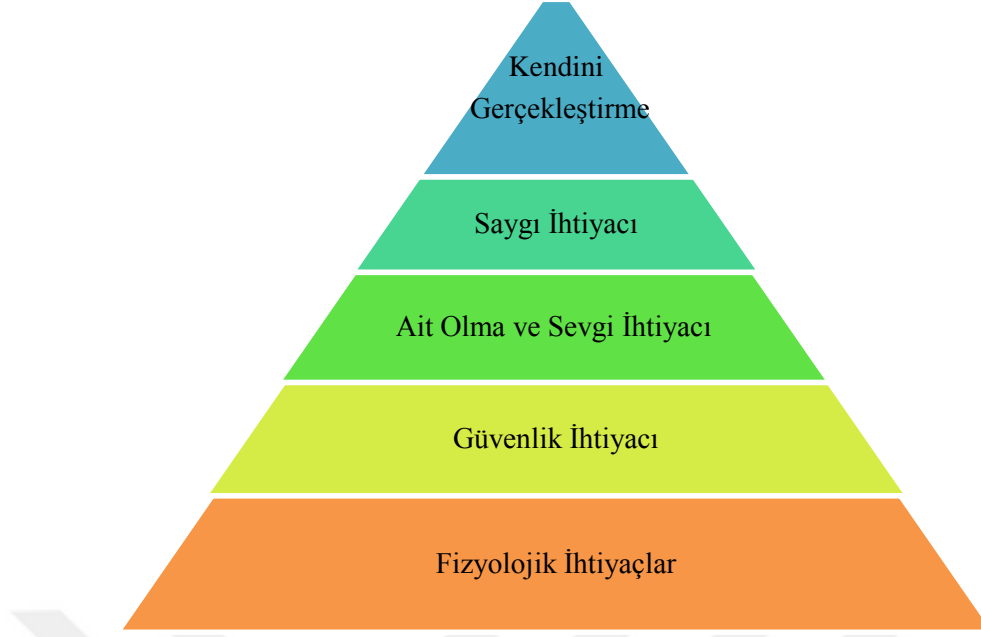 Kendini
Gerçekleştirme
Saygı İhtiyacı
Ait Olma ve Sevgi İhtiyacı
Güvenlik İhtiyacı
Fizyolojik İhtiyaçlar